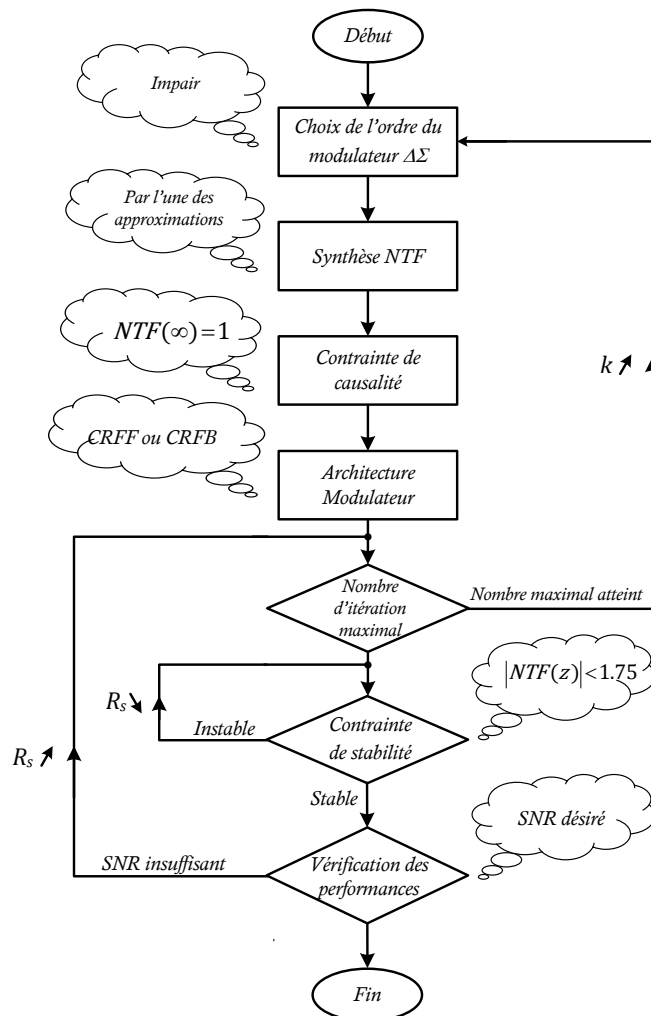 Début
Impair
Choix de l'ordre du
modulateur ΔΣ
Par l'une des
approximations
Synthèse NTF
NTF(∞)=1
Contrainte de
causalité
k
CRFF ou CRFB
Architecture
Modulateur
Nombre
d'itération
maximal
Nombre maximal atteint
|NTF(z)|<1.75
Rs
Instable
Contrainte
de stabilité
Rs
Stable
SNR désiré
SNR insuffisant
Vérification des
performances
Fin